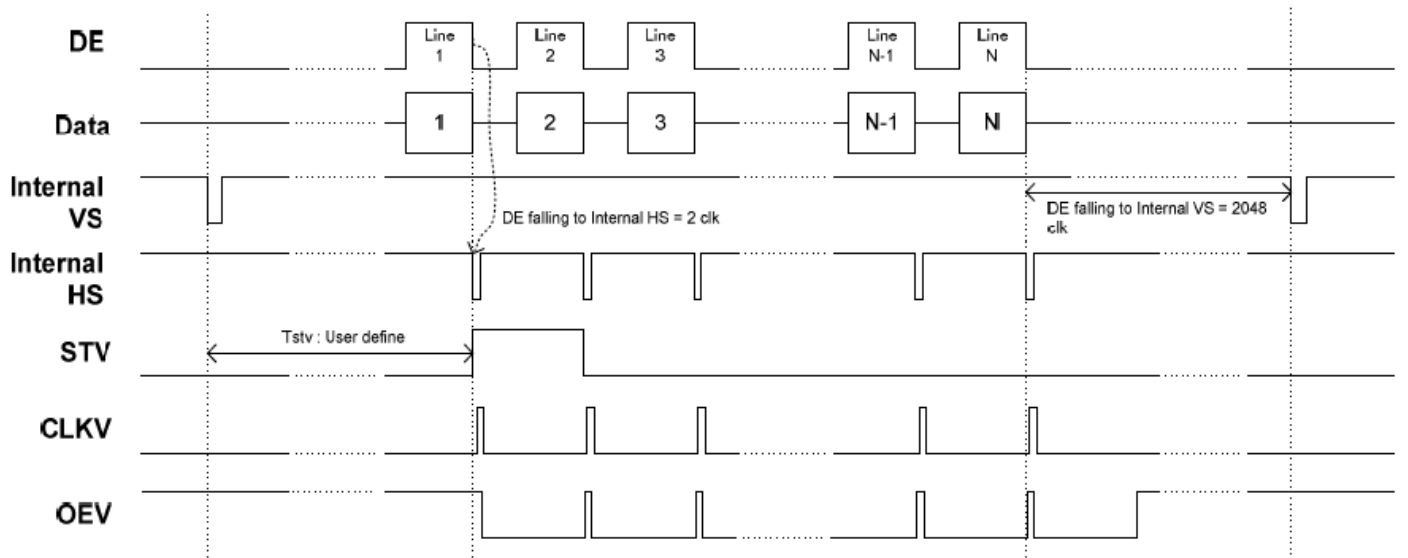 DE
Line
1
Line
2
Line
3
Line
N-1
Line
N
Data
1
2
3
N-1
N
Internal
VS
DE falling to Internal HS = 2 clk
DE falling to Internal VS = 2048
clk
Internal
HS
STV
Tstv : User define
CLKV
OEV